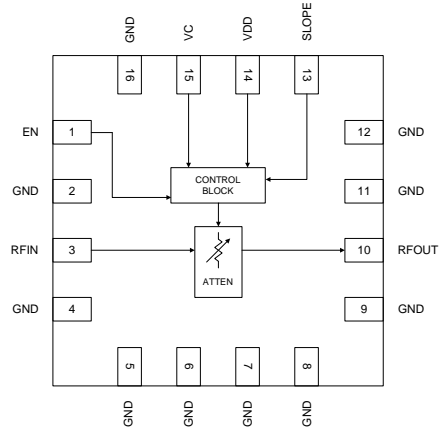 GND
VC
VDD
SLOPE
16
15
14
13
EN
1
12
GND
CONTROL
BLOCK
GND
2
11
GND
RFIN
3
10
RFOUT
ATTEN
GND
4
9
GND
5
6
7
8
GND
GND
GND
GND